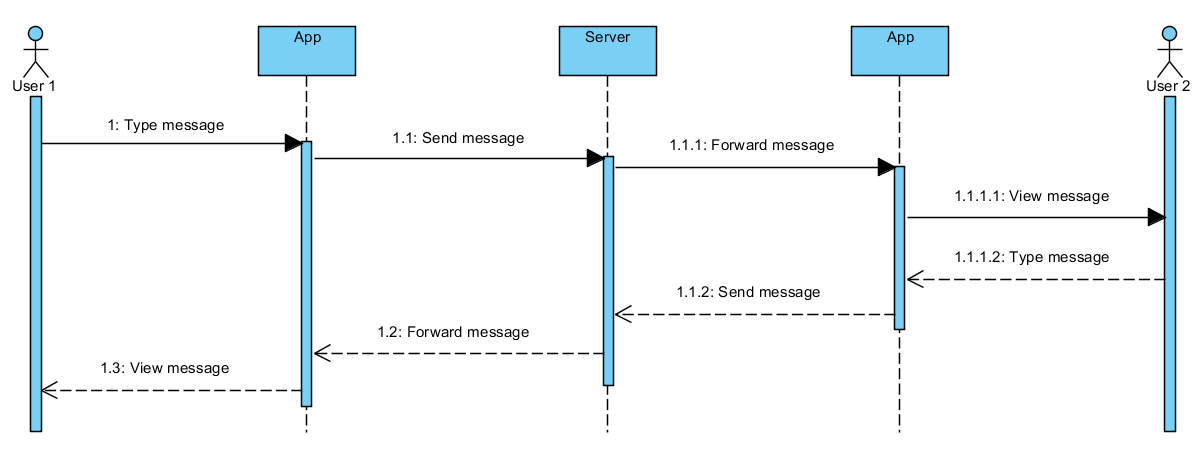 App
Server
App
User 1
User 2
1: Type message
1.1: Send message
1.1.1: Forward message
1.1.1.1: View message
1.1.1.2: Type message
1.1.2: Send message
1.2: Forward message
1.3: View message